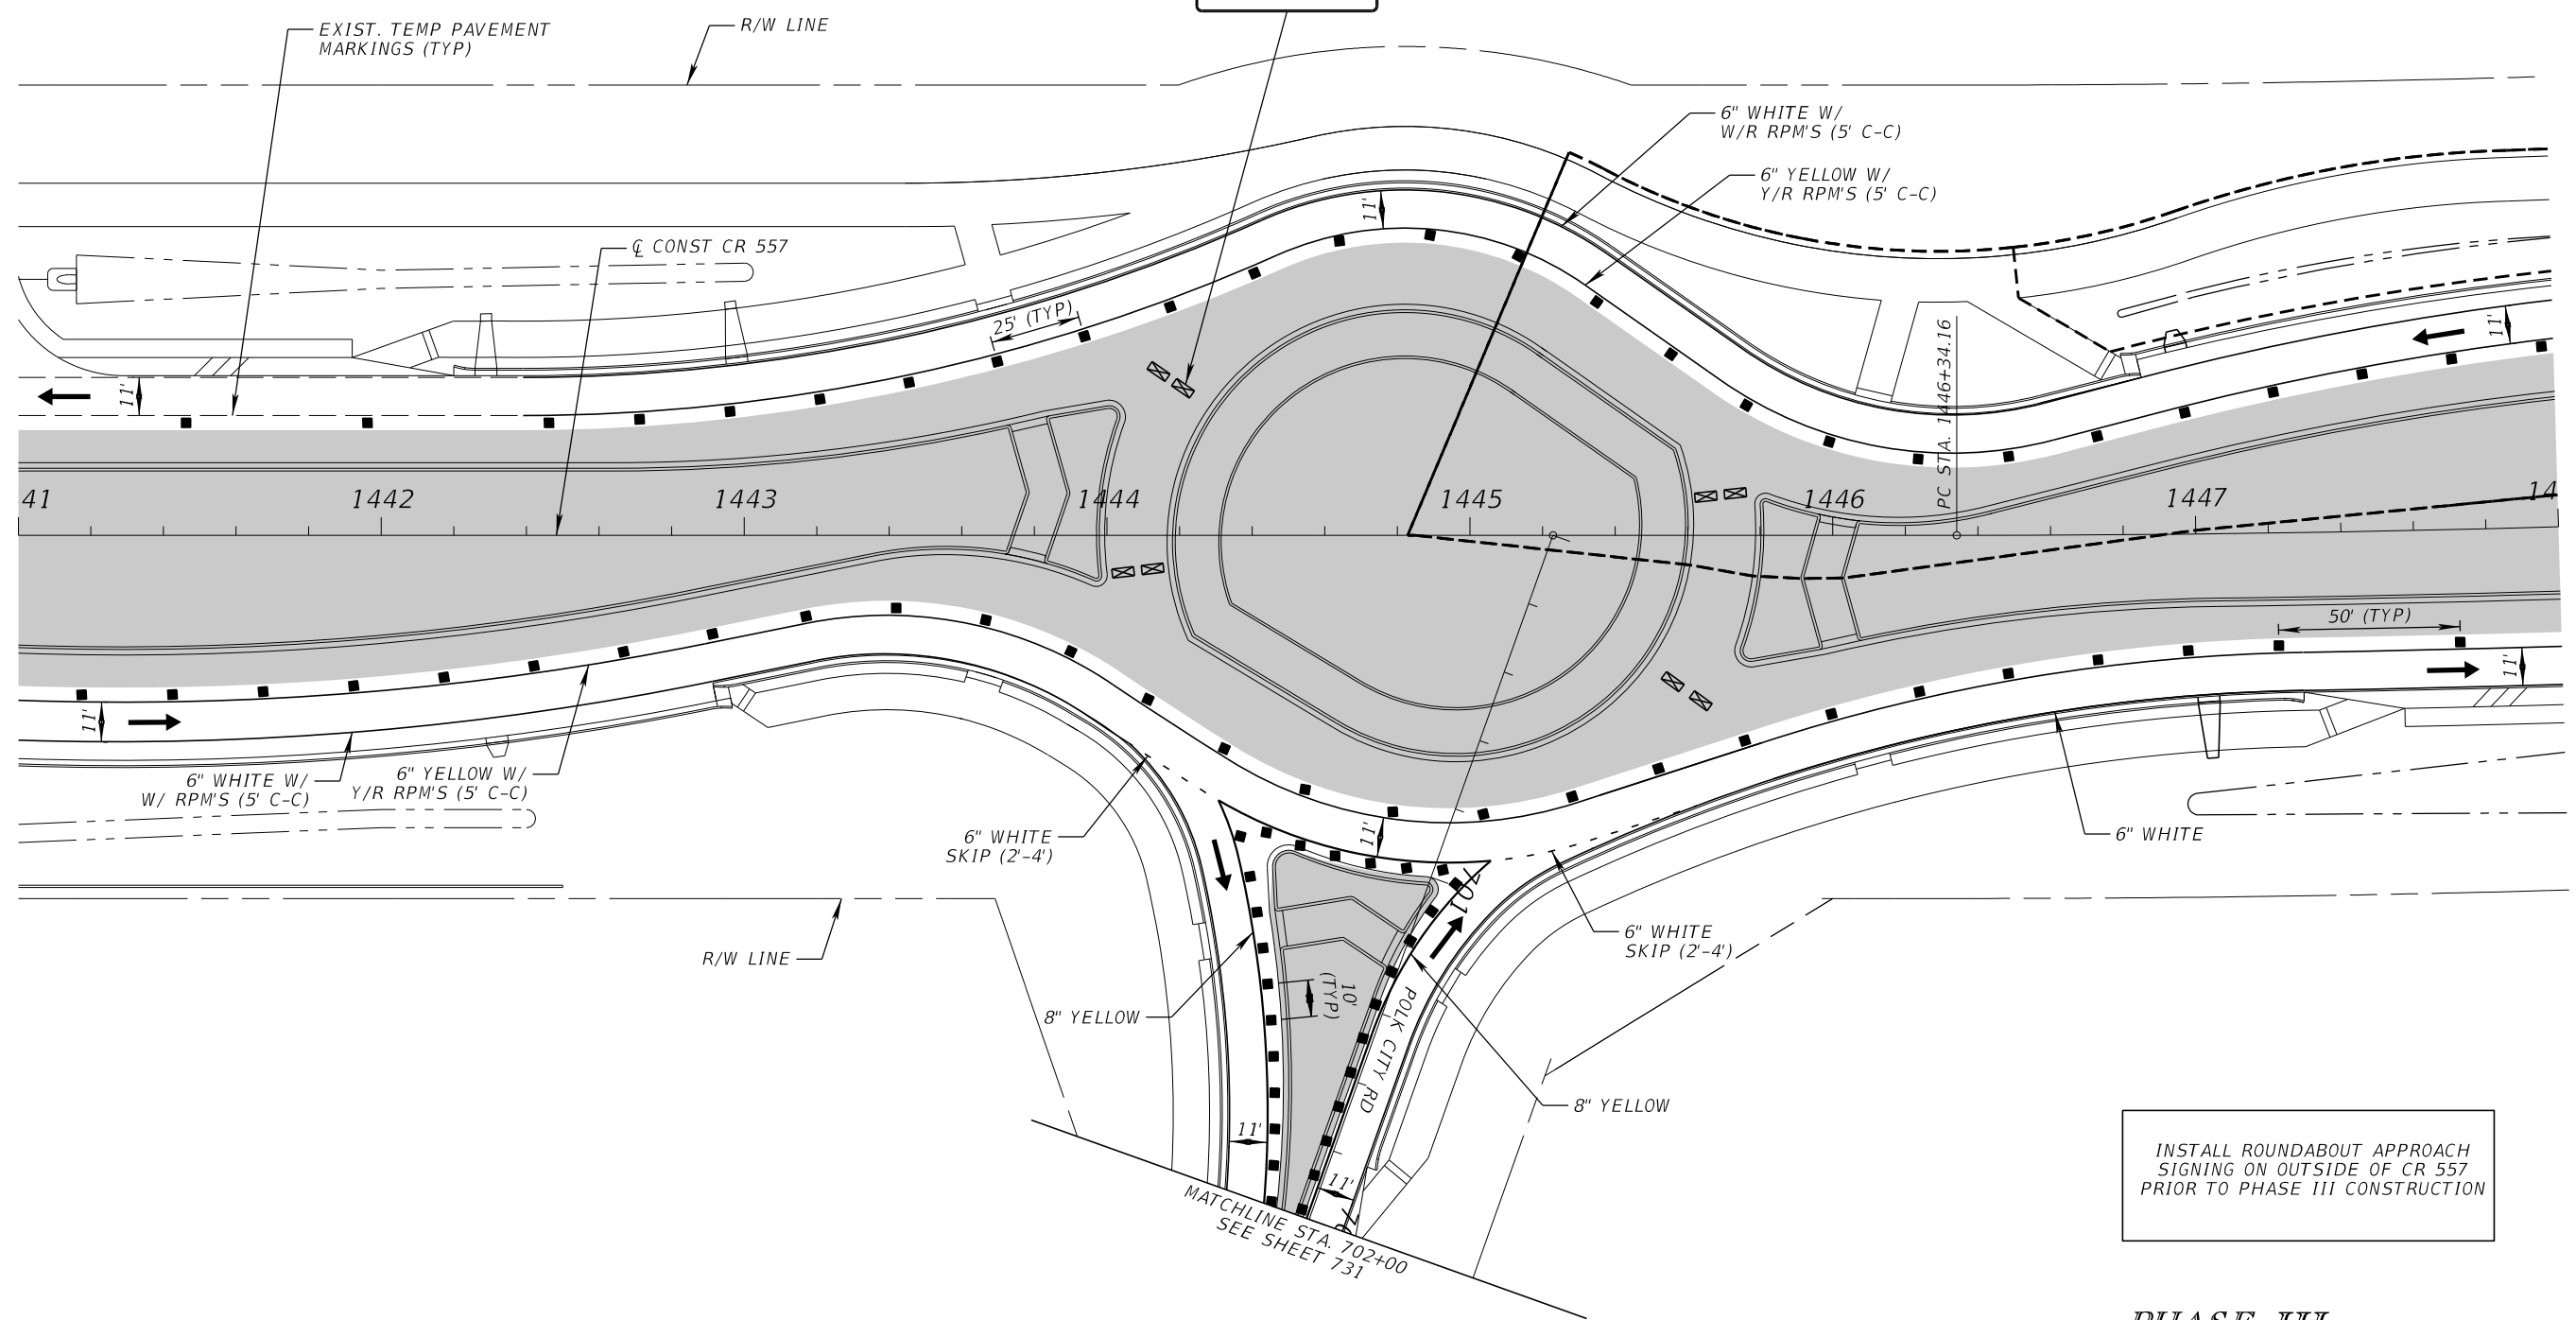 EXIST. TEMP PAVEMENT
MARKINGS (TYP)
R/W LINE
6" WHITE W/
W/R RPM'S (5' C-C)
6" YELLOW W/
Y/R RPM'S (5' C-C)
11'
℄ CONST CR 557
25' (TYP)
11'
11'
PC STA. 1446+34.16
41
1442
1443
1444
1445
1446
1447
14
50' (TYP)
11'
11'
6" WHITE W/
W/ RPM'S (5' C-C)
6" YELLOW W/
Y/R RPM'S (5' C-C)
6" WHITE
SKIP (2'-4')
11'
6" WHITE
701
6" WHITE
SKIP (2'-4')
R/W LINE
8" YELLOW
10'
(TYP)
POLK CITY RD
8" YELLOW
11'
11'
MATCHLINE STA. 702+00
SEE SHEET 731
INSTALL ROUNDABOUT APPROACH
SIGNING ON OUTSIDE OF CR 557
PRIOR TO PHASE III CONSTRUCTION
PHASE III